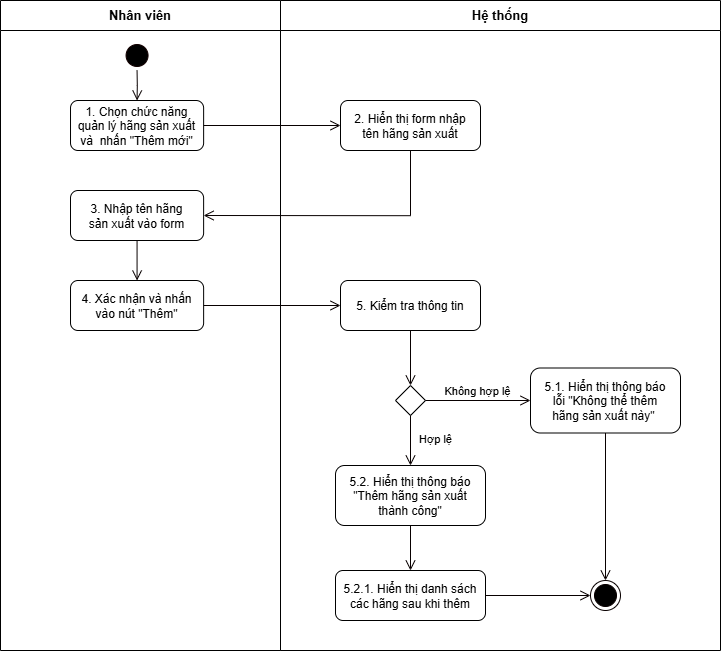 Nhân viên
Hệ thống
1. Chọn chức năng
quản lý hãng sản xuất
và nhấn "Thêm mới"
2. Hiển thị form nhập
tên hãng sản xuất
3. Nhập tên hãng
sản xuất vào form
4. Xác nhận và nhấn
vào nút "Thêm"
5. Kiểm tra thông tin
Không hợp lệ
5.1. Hiển thị thông báo
lỗi "Không thể thêm
hãng sản xuất này"
Hợp lệ
5.2. Hiển thị thông báo
"Thêm hãng sản xuất
thành công"
5.2.1. Hiển thị danh sách
các hãng sau khi thêm